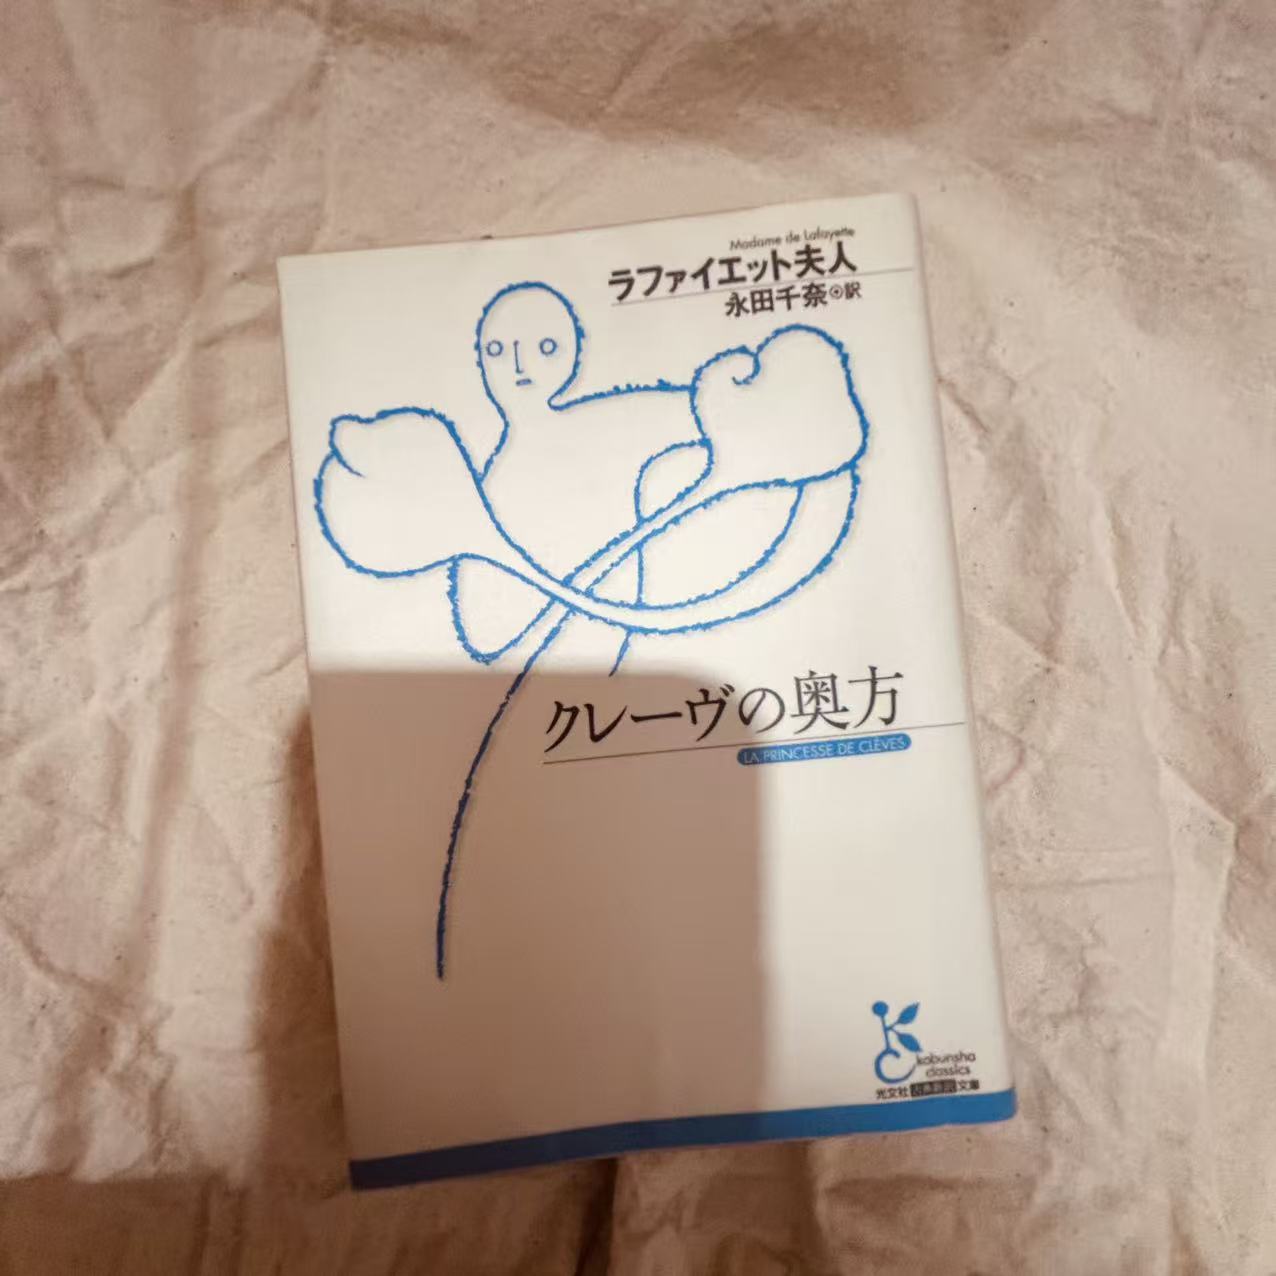 Madame de Lafayette
ラファイエット夫人
永田千奈◉訳
クレーヴの奥方
LA PRINCESSE DE CLÈVES
kobunsha
classics
光文社古典新訳文庫